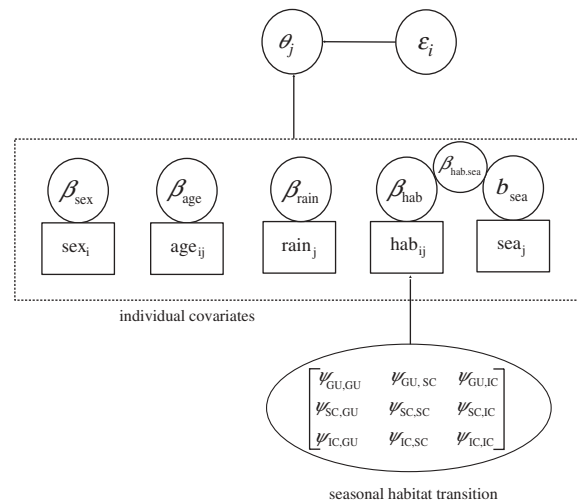 θj εi
βsex βage βrain βhab βhab.sea bsea
sexi ageij rainj habij seaj
individual covariates
ψGU,GU ψGU, SC ψGU,IC
ψSC,GU ψSC,SC ψSC,IC
ψIC,GU ψIC,SC ψIC,IC
seasonal habitat transition